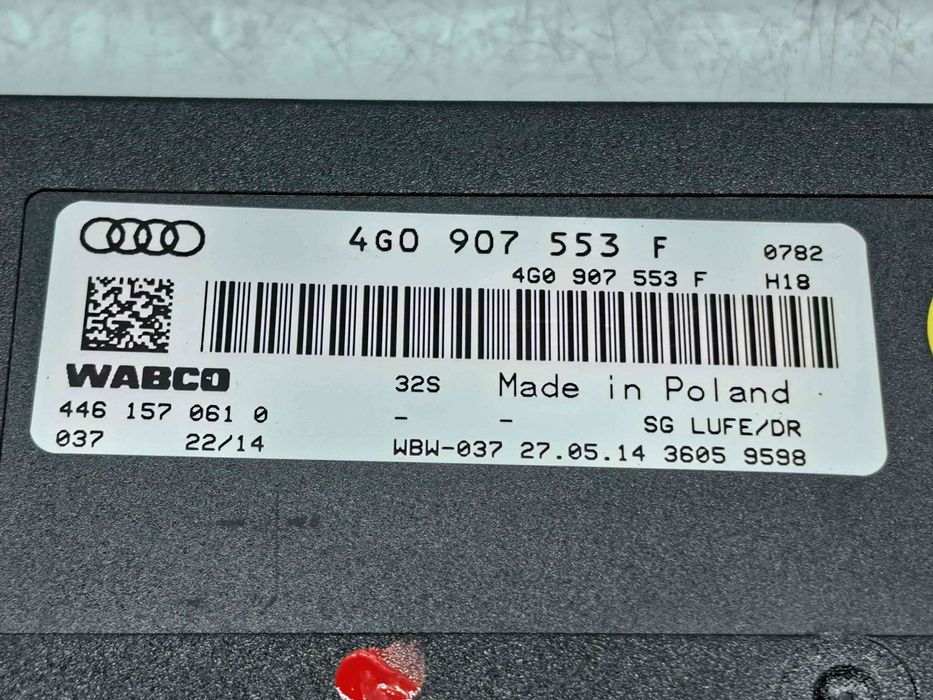 4G0 907 553 F 0782
4G0 907 553 F H18
WABCO 32S Made in Poland
446 157 061 0 - - SG LUFE/DR
037 22/14 WBW-037 27.05.14 3605 9598